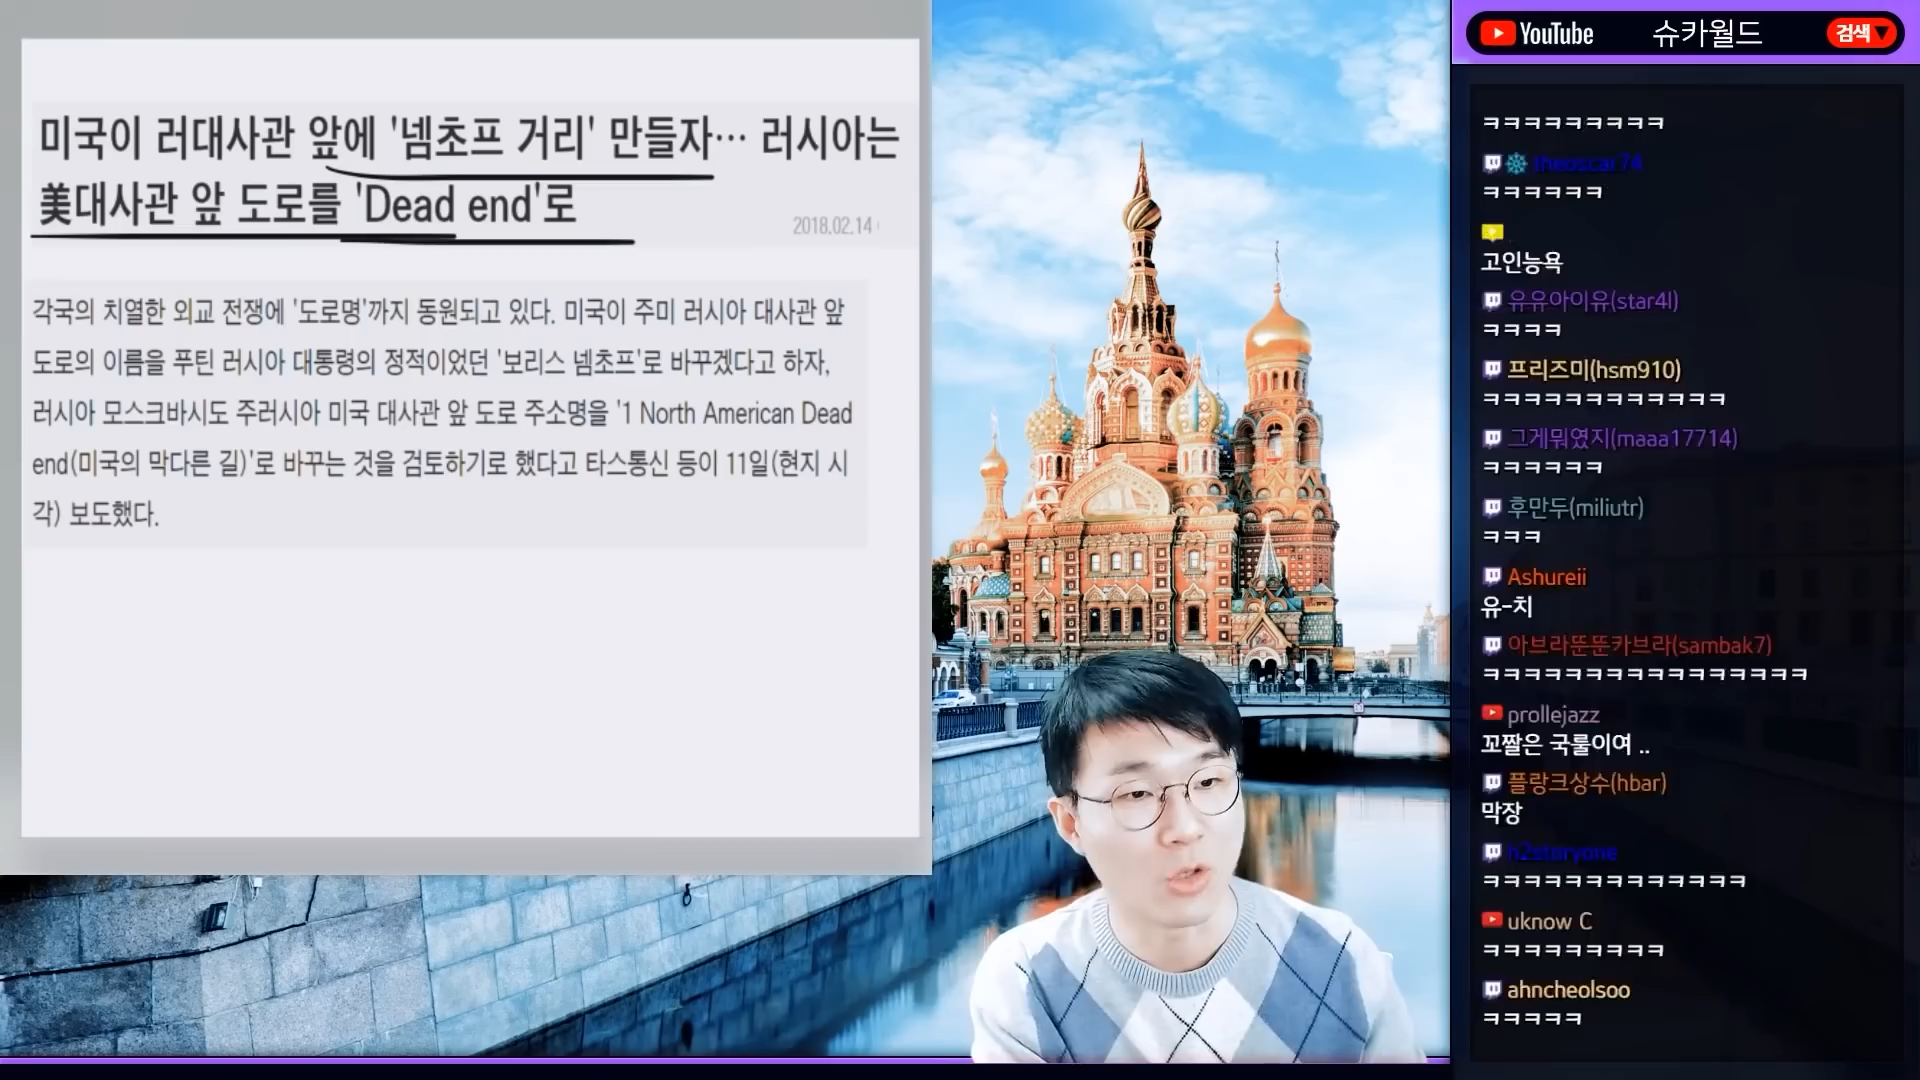 미국이 러대사관 앞에 '넴초프 거리' 만들자… 러시아는
美대사관 앞 도로를 'Dead end'로
2018.02.14
각국의 치열한 외교 전쟁에 '도로명'까지 동원되고 있다. 미국이 주미 러시아 대사관 앞
도로의 이름을 푸틴 러시아 대통령의 정적이었던 '보리스 넴초프'로 바꾸겠다고 하자,
러시아 모스크바시도 주러시아 미국 대사관 앞 도로 주소명을 '1 North American Dead
end(미국의 막다른 길)'로 바꾸는 것을 검토하기로 했다고 타스통신 등이 11일(현지 시
각) 보도했다.
YouTube 슈카월드 검색▼
ㅋㅋㅋㅋㅋㅋㅋㅋㅋ
theoscar74
ㅋㅋㅋㅋㅋㅋ
고인능욕
유유아이유(star4l)
ㅋㅋㅋㅋ
프리즈미(hsm910)
ㅋㅋㅋㅋㅋㅋㅋㅋㅋㅋㅋㅋ
그게뭐였지(maaa17714)
ㅋㅋㅋㅋㅋㅋ
후만두(miliutr)
ㅋㅋㅋ
Ashureii
유-치
아브라뚠뚠카브라(sambak7)
ㅋㅋㅋㅋㅋㅋㅋㅋㅋㅋㅋㅋㅋㅋㅋㅋ
prollejazz
꼬짤은 국룰이여 ..
플랑크상수(hbar)
막장
h2storyone
ㅋㅋㅋㅋㅋㅋㅋㅋㅋㅋㅋㅋㅋ
uknow C
ㅋㅋㅋㅋㅋㅋㅋㅋㅋ
ahncheolsoo
ㅋㅋㅋㅋㅋ